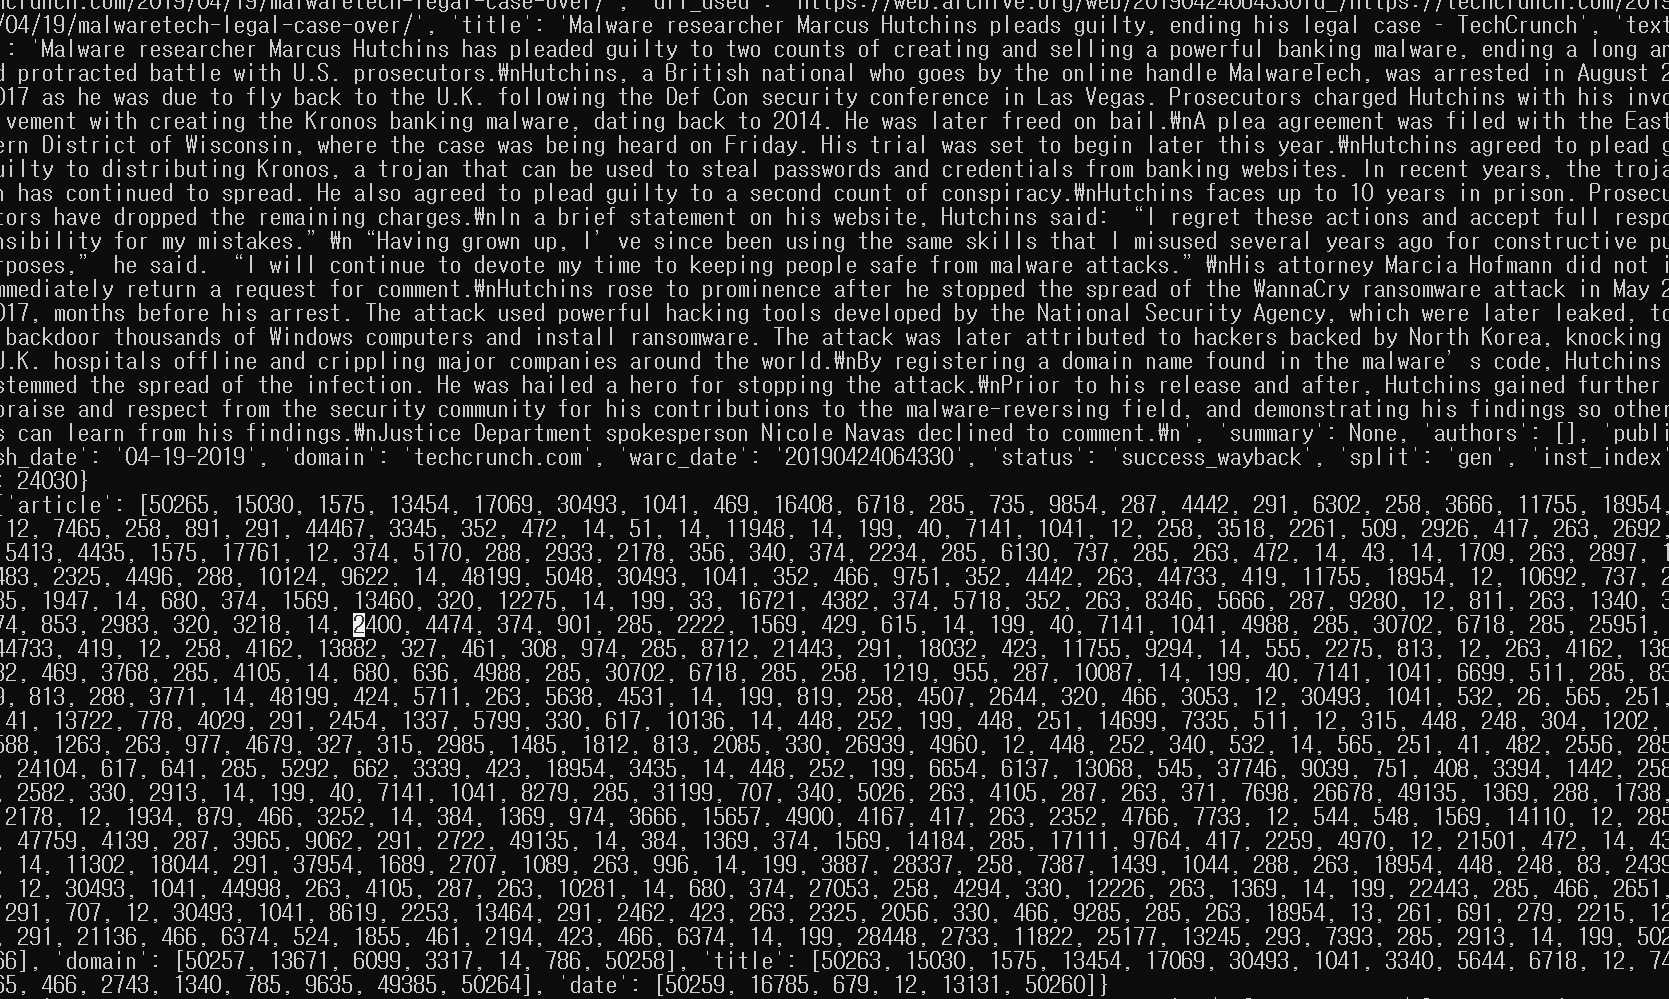 ncrunch.com/2019/04/19/malwaretech-legal-case-over/', 'url_used': 'https://web.archive.org/web/20190424064330id_/https://techcrunch.com/2019
/04/19/malwaretech-legal-case-over/', 'title': 'Malware researcher Marcus Hutchins pleads guilty, ending his legal case - TechCrunch', 'text
: 'Malware researcher Marcus Hutchins has pleaded guilty to two counts of creating and selling a powerful banking malware, ending a long an
d protracted battle with U.S. prosecutors.₩nHutchins, a British national who goes by the online handle MalwareTech, was arrested in August 2
017 as he was due to fly back to the U.K. following the Def Con security conference in Las Vegas. Prosecutors charged Hutchins with his invo
vement with creating the Kronos banking malware, dating back to 2014. He was later freed on bail.₩nA plea agreement was filed with the East
ern District of Wisconsin, where the case was being heard on Friday. His trial was set to begin later this year.₩nHutchins agreed to plead g
uilty to distributing Kronos, a trojan that can be used to steal passwords and credentials from banking websites. In recent years, the troja
n has continued to spread. He also agreed to plead guilty to a second count of conspiracy.₩nHutchins faces up to 10 years in prison. Prosecu
tors have dropped the remaining charges.₩nIn a brief statement on his website, Hutchins said:  “I regret these actions and accept full respo
nsibility for my mistakes.” ₩n “Having grown up, I’ ve since been using the same skills that I misused several years ago for constructive pu
rposes,”  he said.  “I will continue to devote my time to keeping people safe from malware attacks.” ₩nHis attorney Marcia Hofmann did not i
mmediately return a request for comment.₩nHutchins rose to prominence after he stopped the spread of the WannaCry ransomware attack in May 2
017, months before his arrest. The attack used powerful hacking tools developed by the National Security Agency, which were later leaked, to
backdoor thousands of Windows computers and install ransomware. The attack was later attributed to hackers backed by North Korea, knocking
U.K. hospitals offline and crippling major companies around the world.₩nBy registering a domain name found in the malware’ s code, Hutchins
stemmed the spread of the infection. He was hailed a hero for stopping the attack.₩nPrior to his release and after, Hutchins gained further
praise and respect from the security community for his contributions to the malware-reversing field, and demonstrating his findings so other
s can learn from his findings.₩nJustice Department spokesperson Nicole Navas declined to comment.₩n', 'summary': None, 'authors': [], 'publi
sh_date': '04-19-2019', 'domain': 'techcrunch.com', 'warc_date': '20190424064330', 'status': 'success_wayback', 'split': 'gen', 'inst_index'
: 24030}
{'article': [50265, 15030, 1575, 13454, 17069, 30493, 1041, 469, 16408, 6718, 285, 735, 9854, 287, 4442, 291, 6302, 258, 3666, 11755, 18954,
12, 7465, 258, 891, 291, 44467, 3345, 352, 472, 14, 51, 14, 11948, 14, 199, 40, 7141, 1041, 12, 258, 3518, 2261, 509, 2926, 417, 263, 2692,
5413, 4435, 1575, 17761, 12, 374, 5170, 288, 2933, 2178, 356, 340, 374, 2234, 285, 6130, 737, 285, 263, 472, 14, 43, 14, 1709, 263, 2897, 1
483, 2325, 4496, 288, 10124, 9622, 14, 48199, 5048, 30493, 1041, 352, 466, 9751, 352, 4442, 263, 44733, 419, 11755, 18954, 12, 10692, 737, 2
85, 1947, 14, 680, 374, 1569, 13460, 320, 12275, 14, 199, 33, 16721, 4382, 374, 5718, 352, 263, 8346, 5666, 287, 9280, 12, 811, 263, 1340, 3
74, 853, 2983, 320, 3218, 14, 2400, 4474, 374, 901, 285, 2222, 1569, 429, 615, 14, 199, 40, 7141, 1041, 4988, 285, 30702, 6718, 285, 25951,
44733, 419, 12, 258, 4162, 13882, 327, 461, 308, 974, 285, 8712, 21443, 291, 18032, 423, 11755, 9294, 14, 555, 2275, 813, 12, 263, 4162, 138
82, 469, 3768, 285, 4105, 14, 680, 636, 4988, 285, 30702, 6718, 285, 258, 1219, 955, 287, 10087, 14, 199, 40, 7141, 1041, 6699, 511, 285, 83
9, 813, 288, 3771, 14, 48199, 424, 5711, 263, 5638, 4531, 14, 199, 819, 258, 4507, 2644, 320, 466, 3053, 12, 30493, 1041, 532, 26, 565, 251,
41, 13722, 778, 4029, 291, 2454, 1337, 5799, 330, 617, 10136, 14, 448, 252, 199, 448, 251, 14699, 7335, 511, 12, 315, 448, 248, 304, 1202,
588, 1263, 263, 977, 4679, 327, 315, 2985, 1485, 1812, 813, 2085, 330, 26939, 4960, 12, 448, 252, 340, 532, 14, 565, 251, 41, 482, 2556, 285
, 24104, 617, 641, 285, 5292, 662, 3339, 423, 18954, 3435, 14, 448, 252, 199, 6654, 6137, 13068, 545, 37746, 9039, 751, 408, 3394, 1442, 258
, 2582, 330, 2913, 14, 199, 40, 7141, 1041, 8279, 285, 31199, 707, 340, 5026, 263, 4105, 287, 263, 371, 7698, 26678, 49135, 1369, 288, 1738,
2178, 12, 1934, 879, 466, 3252, 14, 384, 1369, 974, 3666, 15657, 4900, 4167, 417, 263, 2352, 4766, 7733, 12, 544, 548, 1569, 14110, 12, 285
, 47759, 4139, 287, 3965, 9062, 291, 2722, 49135, 14, 384, 1369, 374, 1569, 14184, 285, 17111, 9764, 417, 2259, 4970, 12, 21501, 472, 14, 43
, 14, 11302, 18044, 291, 37954, 1689, 2707, 1089, 263, 996, 14, 199, 3887, 28337, 258, 7387, 1439, 1044, 288, 263, 18954, 448, 248, 83, 2439
, 12, 30493, 1041, 44998, 263, 4105, 287, 263, 10281, 14, 680, 374, 27053, 258, 4294, 330, 12226, 263, 1369, 14, 199, 22443, 285, 466, 2651,
291, 707, 12, 30493, 1041, 8619, 2253, 13464, 291, 2462, 423, 263, 2325, 2056, 330, 466, 9285, 285, 263, 18954, 13, 261, 691, 279, 2215, 12
, 291, 21136, 466, 6374, 524, 1855, 461, 2194, 423, 466, 6374, 14, 199, 28448, 2733, 11822, 25177, 13245, 293, 7393, 285, 2913, 14, 199, 502
66], 'domain': [50257, 13671, 6099, 3317, 14, 786, 50258], 'title': [50263, 15030, 1575, 13454, 17069, 30493, 1041, 3340, 5644, 6718, 12, 74
65, 466, 2743, 1340, 785, 9635, 49385, 50264], 'date': [50259, 16785, 679, 12, 13131, 50260]}